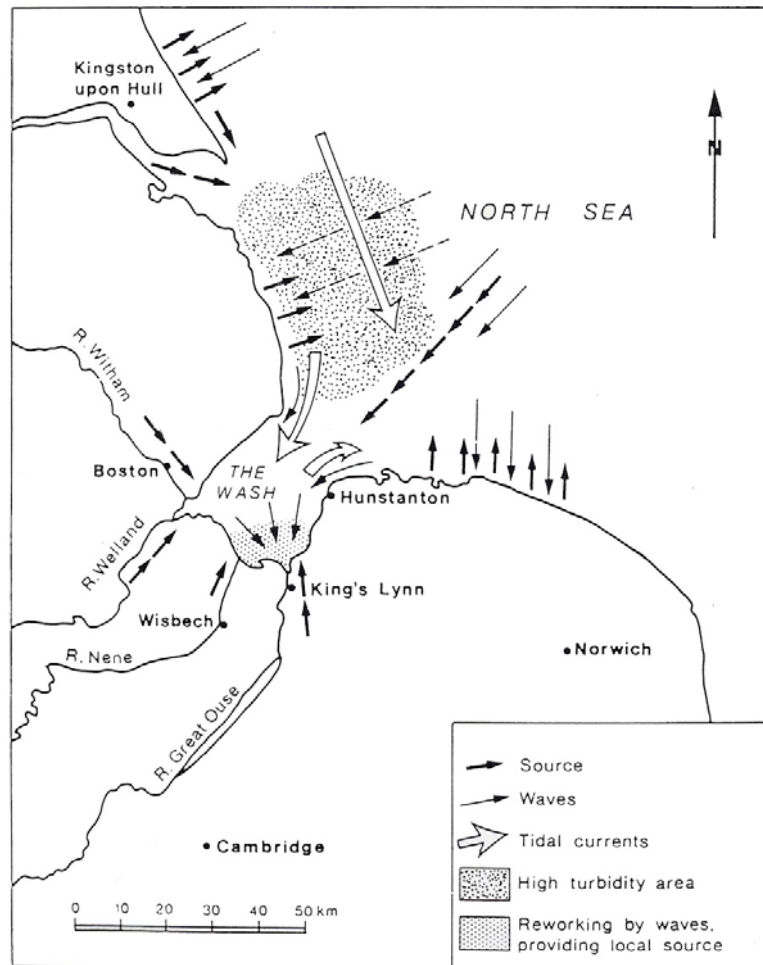 Kingston
upon Hull
N
NORTH SEA
R. Witham
Boston
THE
WASH
Hunstanton
R. Welland
King's Lynn
Wisbech
R. Nene
Norwich
R. Great Ouse
Cambridge
0 10 20 30 40 50 km
Source
Waves
Tidal currents
High turbidity area
Reworking by waves,
providing local source